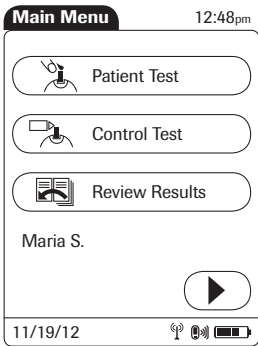 Main Menu
12:48pm
Patient Test
Control Test
Review Results
Maria S.
11/19/12